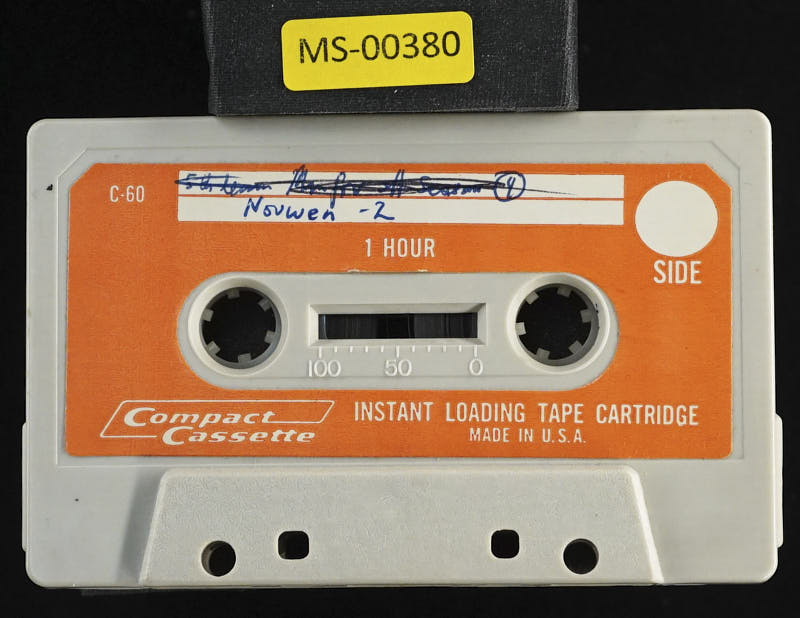 MS-00380
C-60
Nouwen -2
1 HOUR
SIDE
100 50 0
Compact Cassette
INSTANT LOADING TAPE CARTRIDGE
MADE IN U.S.A.